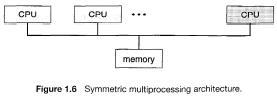 CPU CPU ••• CPU
memory
Figure 1.6 Symmetric multiprocessing architecture.